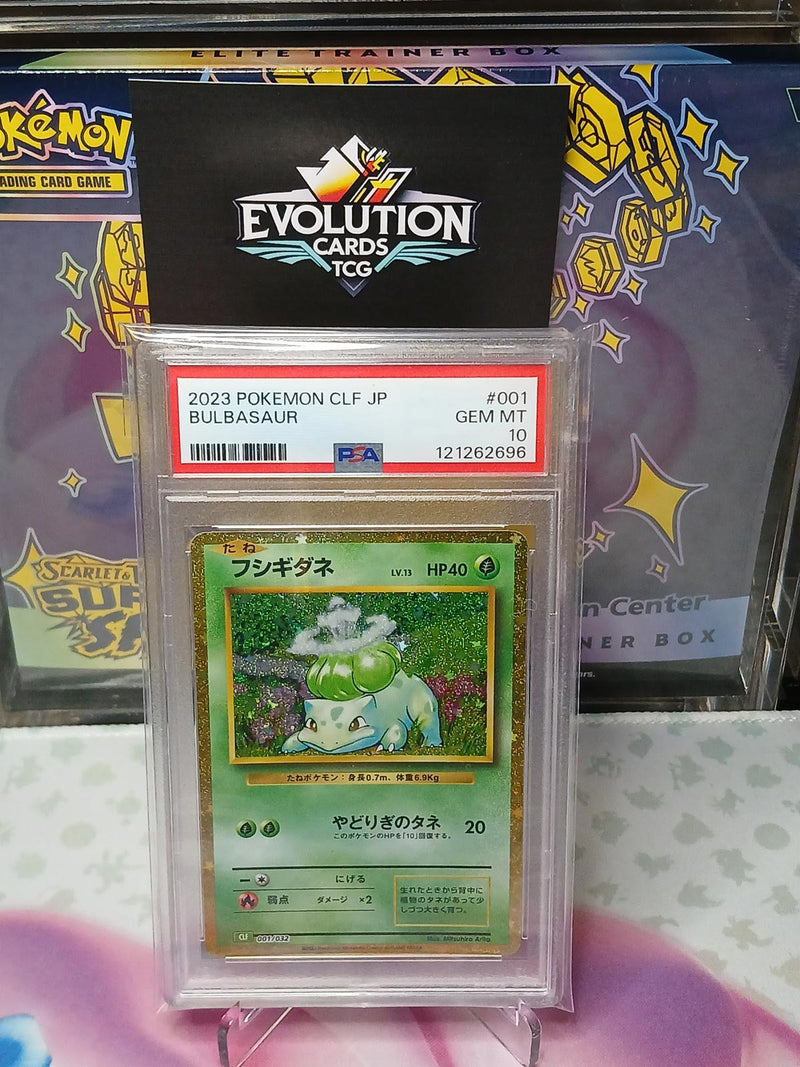 ELITE TRAINER BOX
POKéMON
ADING CARD GAME
EVOLUTION
CARDS
TCG
2023 POKEMON CLF JP #001
BULBASAUR GEM MT
10
PSA 121262696
たね
フシギダネ LV.13 HP40
たねポケモン：身長0.7m、体重6.9Kg
やどりぎのタネ 20
このポケモンのHPを「10」回復する。
にげる
弱点 ダメージ ×2
生れたときから背中に
植物のタネがあって少
しづつ大きく育つ。
CLF 001/032
Illus. Mitsuhiro Arita
SCARLET &
SUR
SP
n Center
NER BOX